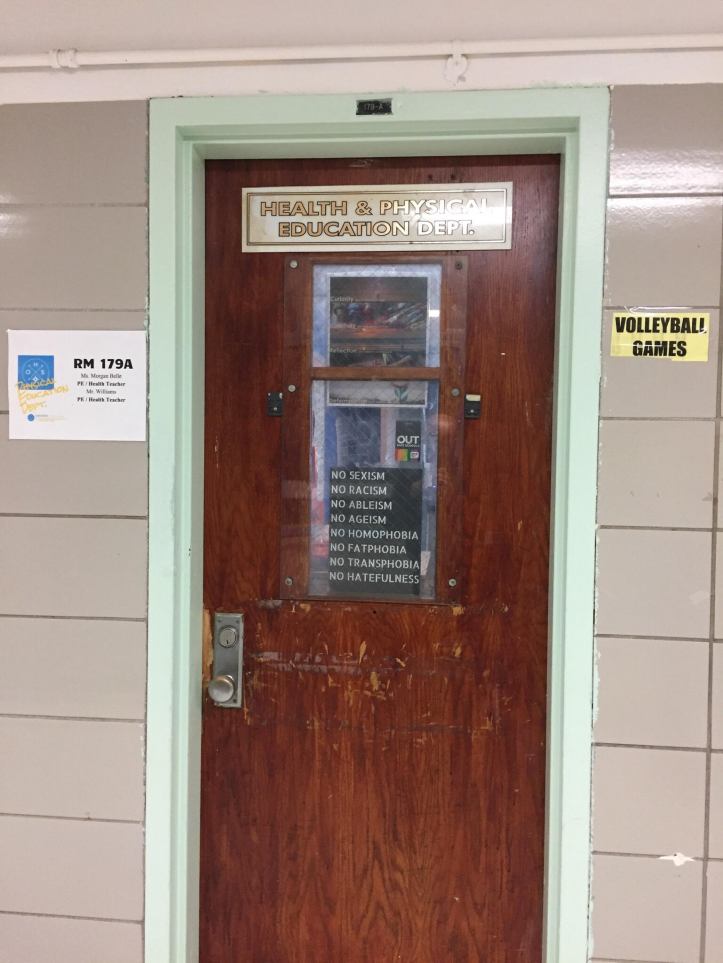 179-A
HEALTH & PHYSICAL
EDUCATION DEPT.
Curiosity
Reflection
RM 179A
Ms. Morgan Belle
PE / Health Teacher
Mr. Williams
PE / Health Teacher
PHYSICAL
EDUCATION
DEPT.
VOLLEYBALL
GAMES
OUT
NO SEXISM
NO RACISM
NO ABLEISM
NO AGEISM
NO HOMOPHOBIA
NO FATPHOBIA
NO TRANSPHOBIA
NO HATEFULNESS